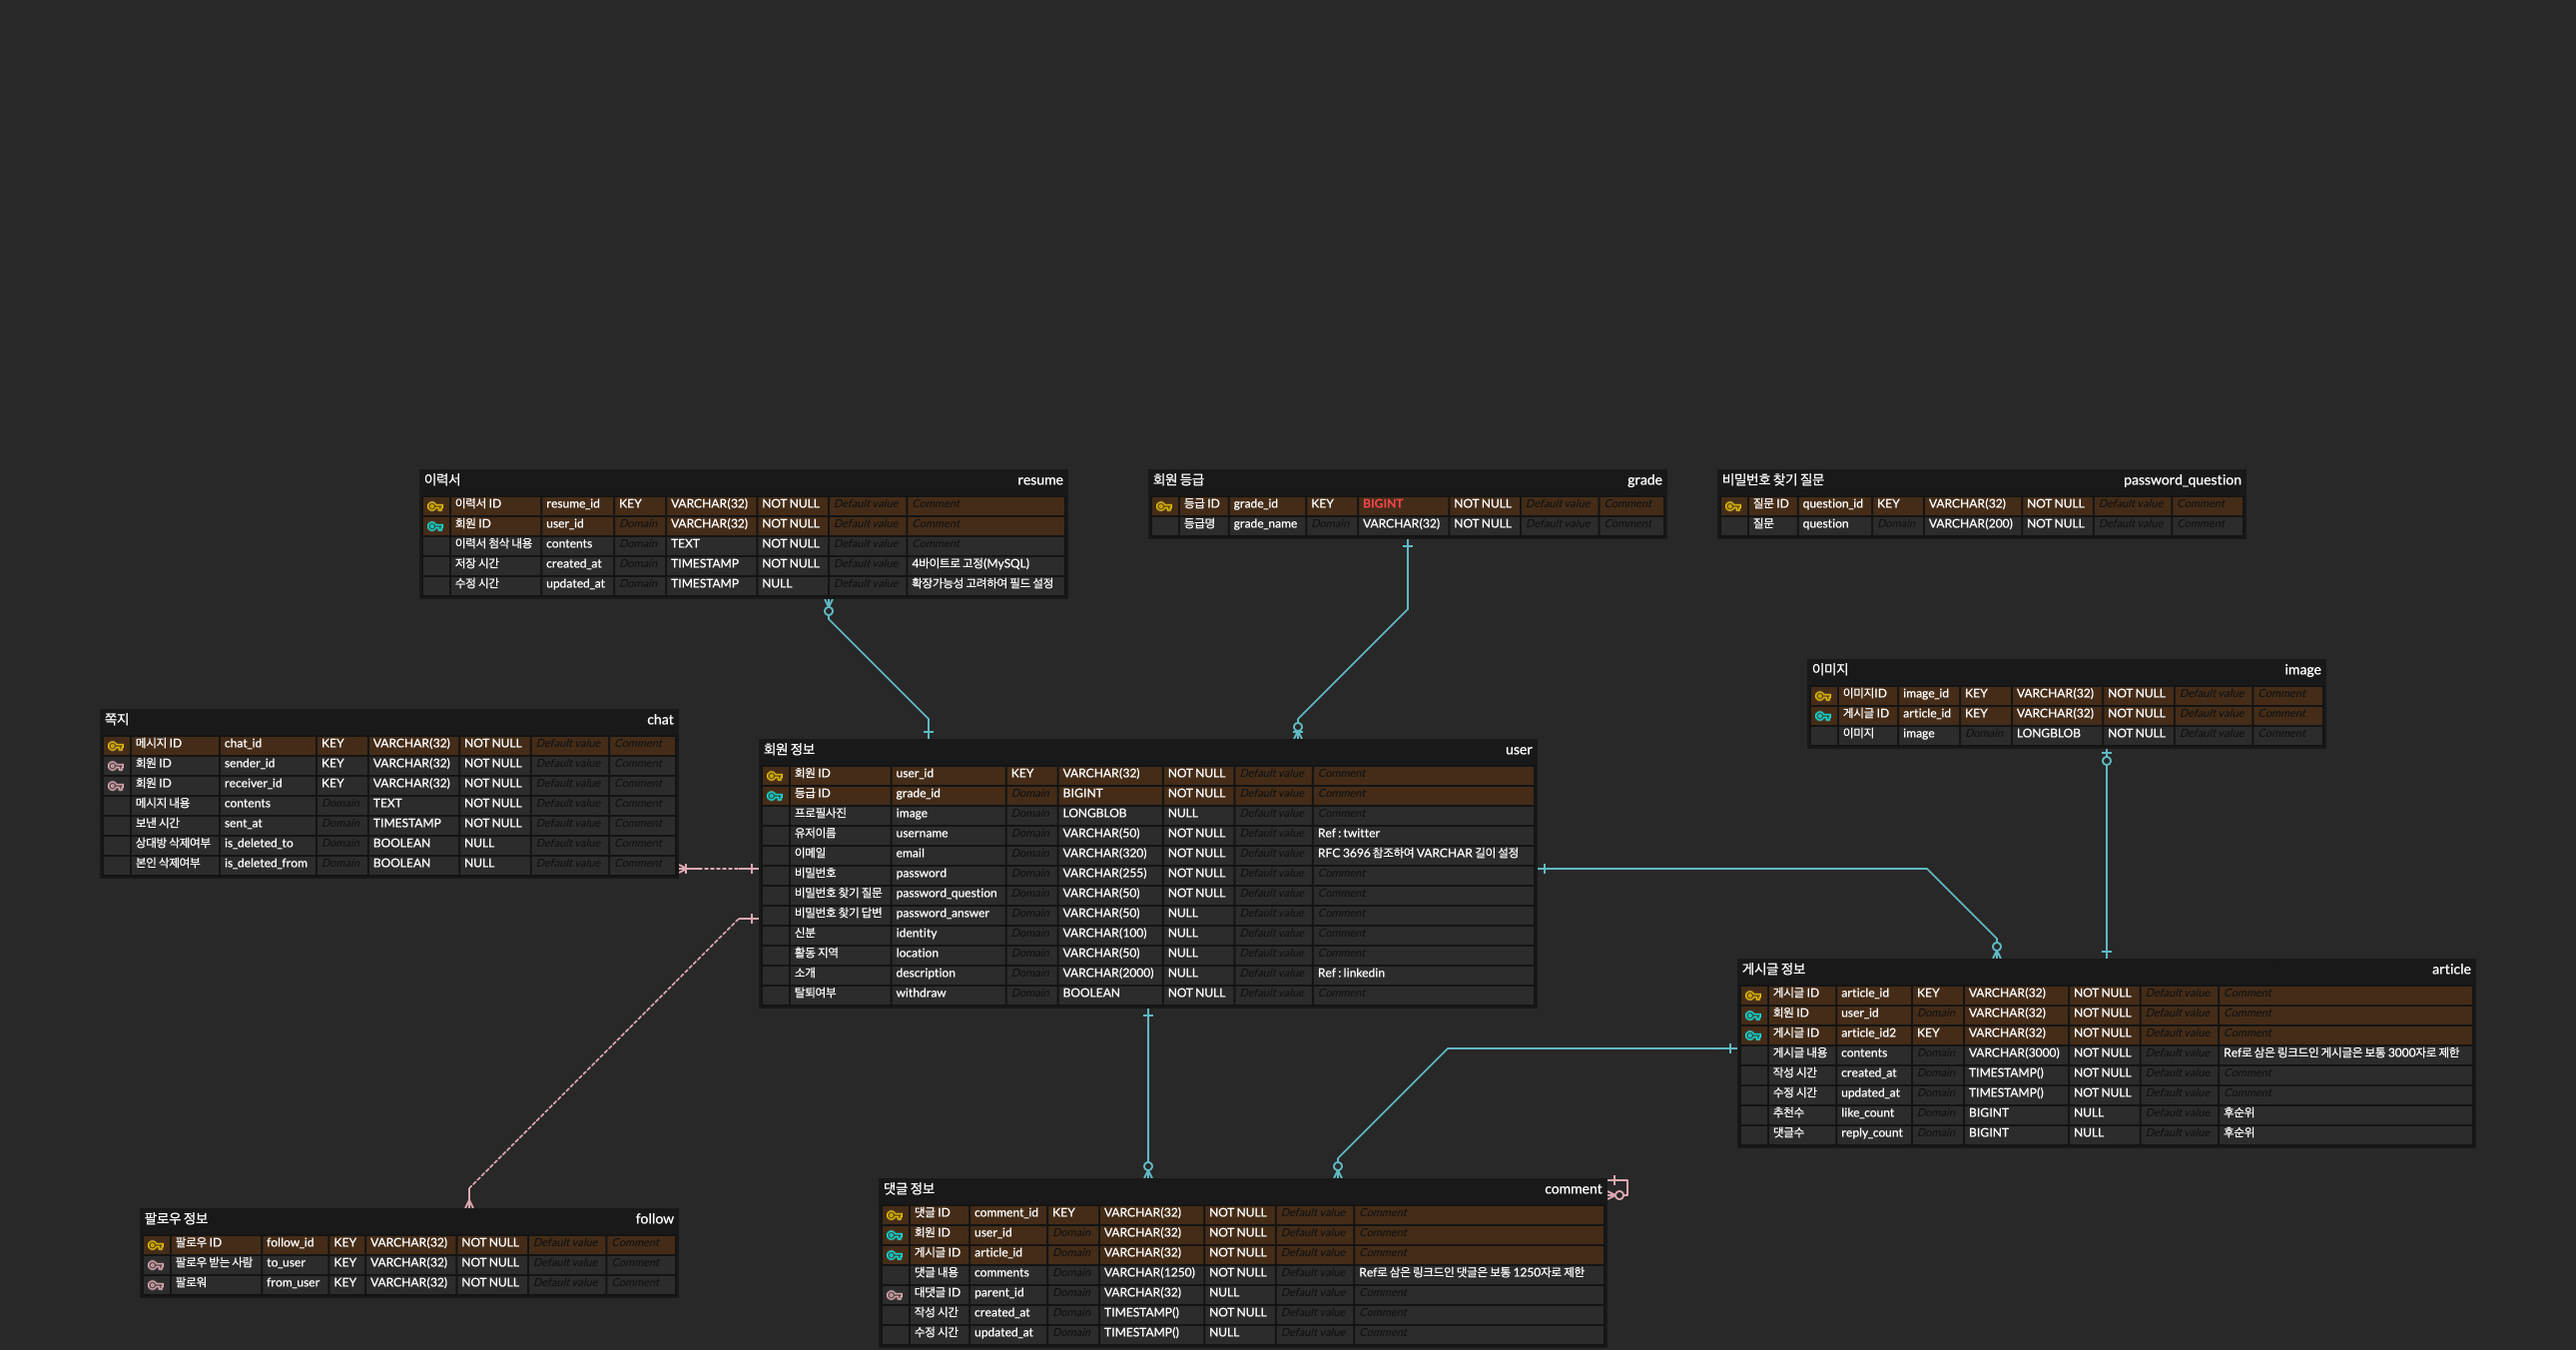 이력서 resume
이력서 ID resume_id KEY VARCHAR(32) NOT NULL Default value Comment
회원 ID user_id Domain VARCHAR(32) NOT NULL Default value Comment
이력서 첨삭 내용 contents Domain TEXT NOT NULL Default value Comment
저장 시간 created_at Domain TIMESTAMP NOT NULL Default value 4바이트로 고정(MySQL)
수정 시간 updated_at Domain TIMESTAMP NULL Default value 확장가능성 고려하여 필드 설정
회원 등급 grade
등급 ID grade_id KEY BIGINT NOT NULL Default value Comment
등급명 grade_name Domain VARCHAR(32) NOT NULL Default value Comment
비밀번호 찾기 질문 password_question
질문 ID question_id KEY VARCHAR(32) NOT NULL Default value Comment
질문 question Domain VARCHAR(200) NOT NULL Default value Comment
이미지 image
이미지ID image_id KEY VARCHAR(32) NOT NULL Default value Comment
게시글 ID article_id KEY VARCHAR(32) NOT NULL Default value Comment
이미지 image Domain LONGBLOB NOT NULL Default value Comment
쪽지 chat
메시지 ID chat_id KEY VARCHAR(32) NOT NULL Default value Comment
회원 ID sender_id KEY VARCHAR(32) NOT NULL Default value Comment
회원 ID receiver_id KEY VARCHAR(32) NOT NULL Default value Comment
메시지 내용 contents Domain TEXT NOT NULL Default value Comment
보낸 시간 sent_at Domain TIMESTAMP NOT NULL Default value Comment
상대방 삭제여부 is_deleted_to Domain BOOLEAN NULL Default value Comment
본인 삭제여부 is_deleted_from Domain BOOLEAN NULL Default value Comment
회원 정보 user
회원 ID user_id KEY VARCHAR(32) NOT NULL Default value Comment
등급 ID grade_id Domain BIGINT NOT NULL Default value Comment
프로필사진 image Domain LONGBLOB NULL Default value Comment
유저이름 username Domain VARCHAR(50) NOT NULL Default value Ref : twitter
이메일 email Domain VARCHAR(320) NOT NULL Default value RFC 3696 참조하여 VARCHAR 길이 설정
비밀번호 password Domain VARCHAR(255) NOT NULL Default value Comment
비밀번호 찾기 질문 password_question Domain VARCHAR(50) NOT NULL Default value Comment
비밀번호 찾기 답변 password_answer Domain VARCHAR(50) NULL Default value Comment
신분 identity Domain VARCHAR(100) NULL Default value Comment
활동 지역 location Domain VARCHAR(50) NULL Default value Comment
소개 description Domain VARCHAR(2000) NULL Default value Ref : linkedin
탈퇴여부 withdraw Domain BOOLEAN NOT NULL Default value Comment
게시글 정보 article
게시글 ID article_id KEY VARCHAR(32) NOT NULL Default value Comment
회원 ID user_id Domain VARCHAR(32) NOT NULL Default value Comment
게시글 ID article_id2 KEY VARCHAR(32) NOT NULL Default value Comment
게시글 내용 contents Domain VARCHAR(3000) NOT NULL Default value Ref로 삼은 링크드인 게시글은 보통 3000자로 제한
작성 시간 created_at Domain TIMESTAMP() NOT NULL Default value Comment
수정 시간 updated_at Domain TIMESTAMP() NOT NULL Default value Comment
추천수 like_count Domain BIGINT NULL Default value 후순위
댓글수 reply_count Domain BIGINT NULL Default value 후순위
팔로우 정보 follow
팔로우 ID follow_id KEY VARCHAR(32) NOT NULL Default value Comment
팔로우 받는 사람 to_user KEY VARCHAR(32) NOT NULL Default value Comment
팔로워 from_user KEY VARCHAR(32) NOT NULL Default value Comment
댓글 정보 comment
댓글 ID comment_id KEY VARCHAR(32) NOT NULL Default value Comment
회원 ID user_id Domain VARCHAR(32) NOT NULL Default value Comment
게시글 ID article_id Domain VARCHAR(32) NOT NULL Default value Comment
댓글 내용 comments Domain VARCHAR(1250) NOT NULL Default value Ref로 삼은 링크드인 댓글은 보통 1250자로 제한
대댓글 ID parent_id Domain VARCHAR(32) NULL Default value Comment
작성 시간 created_at Domain TIMESTAMP() NOT NULL Default value Comment
수정 시간 updated_at Domain TIMESTAMP() NULL Default value Comment